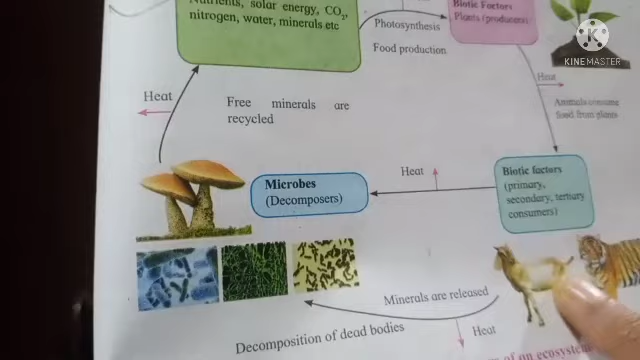 Nutrients, solar energy, CO₂,
nitrogen, water, minerals etc
Photosynthesis
Food production
Biotic Foctors
Plants (producers)
KINEMASTER
Heat
Animals consume
food from plants
Heat
Free minerals are
recycled
Microbes
(Decomposers)
Heat
Biotic factors
(primary,
secondary, tertiary
consumers)
Minerals are released
Decomposition of dead bodies
Heat
of an ecosystem